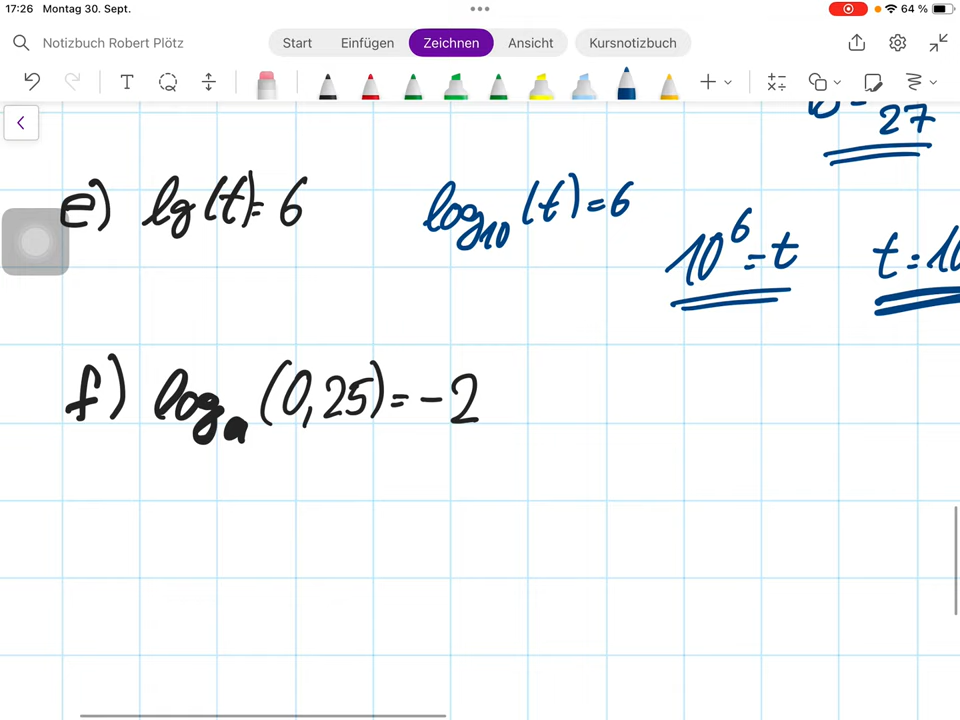 17:26 Montag 30. Sept. 64 %
Notizbuch Robert Plötz Start Einfügen Zeichnen Ansicht Kursnotizbuch
27
e) lg(t)=6 log₁₀(t)=6
10⁶=t t=10
f) logₐ(0,25)=-2